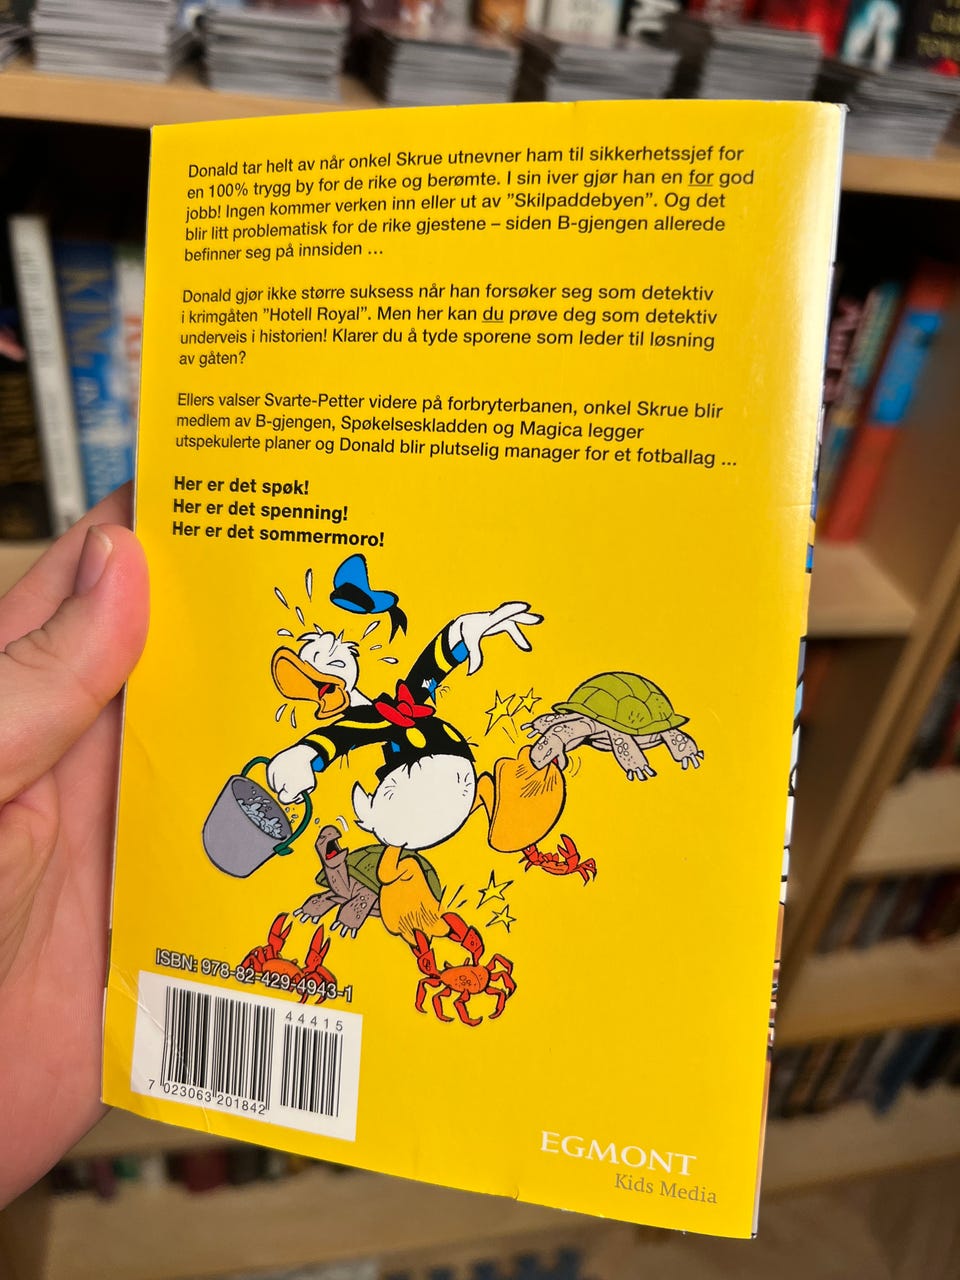 Donald tar helt av når onkel Skrue utnevner ham til sikkerhetssjef for
en 100% trygg by for de rike og berømte. I sin iver gjør han en for god
jobb! Ingen kommer verken inn eller ut av ”Skilpaddebyen”. Og det
blir litt problematisk for de rike gjestene – siden B-gjengen allerede
befinner seg på innsiden ...
Donald gjør ikke større suksess når han forsøker seg som detektiv
i krimgåten ”Hotell Royal”. Men her kan du prøve deg som detektiv
underveis i historien! Klarer du å tyde sporene som leder til løsning
av gåten?
Ellers valser Svarte-Petter videre på forbryterbanen, onkel Skrue blir
medlem av B-gjengen, Spøkelseskladden og Magica legger
utspekulerte planer og Donald blir plutselig manager for et fotballag ...
Her er det spøk!
Her er det spenning!
Her er det sommermoro!
ISBN: 978-82-429-4943-1
44415
7 023063 201842
EGMONT
Kids Media
KING